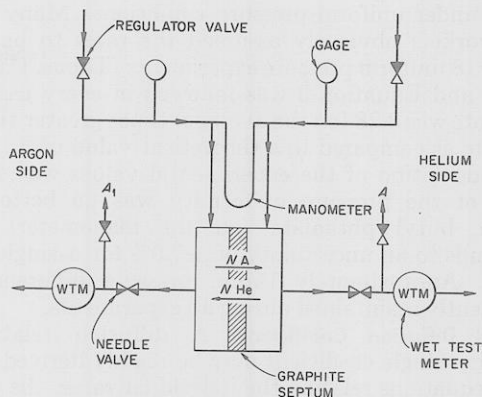 REGULATOR VALVE
GAGE
ARGON
SIDE
HELIUM
SIDE
MANOMETER
A1
A
N A
N He
WTM
WTM
NEEDLE
VALVE
GRAPHITE
SEPTUM
WET TEST
METER